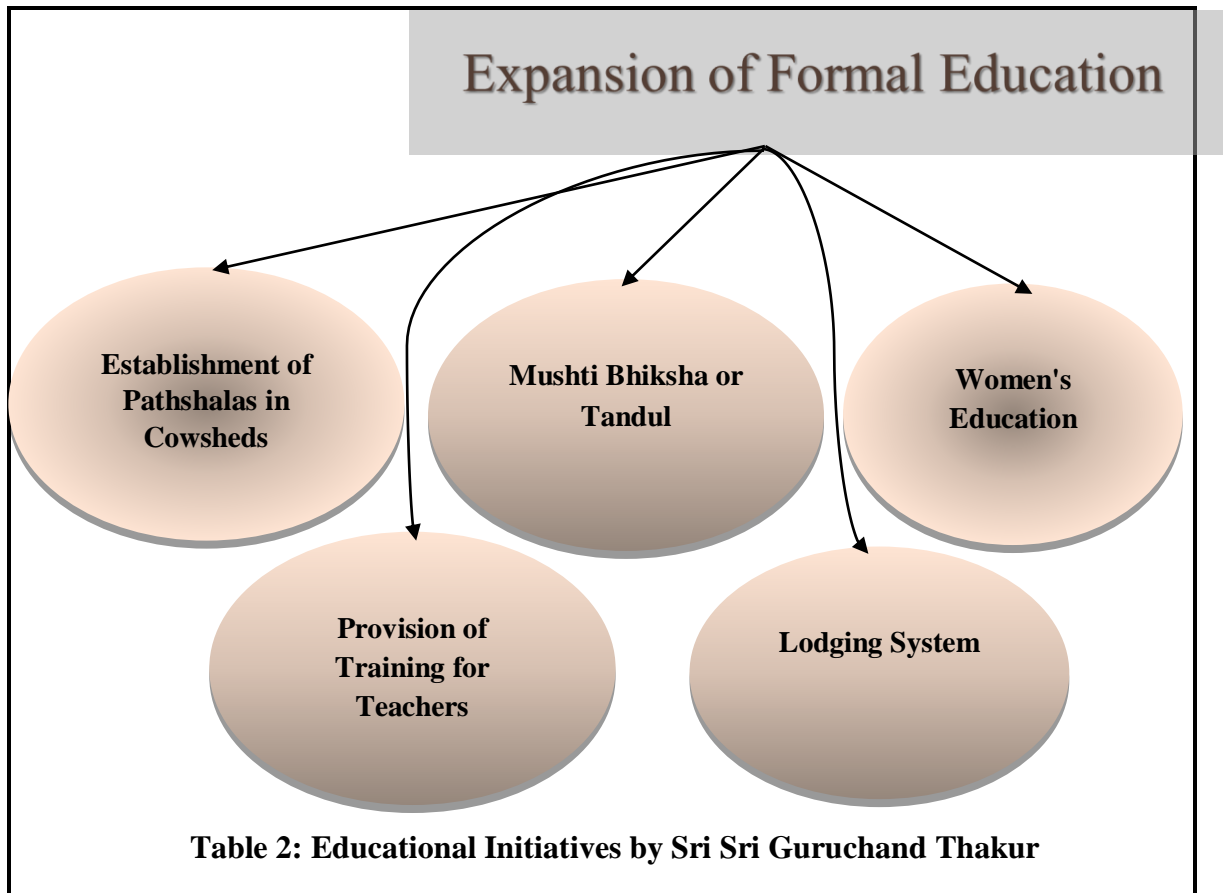 Expansion of Formal Education
Establishment of
Pathshalas in
Cowsheds
Mushti Bhiksha or
Tandul
Women's
Education
Provision of
Training for
Teachers
Lodging System
Table 2: Educational Initiatives by Sri Sri Guruchand Thakur